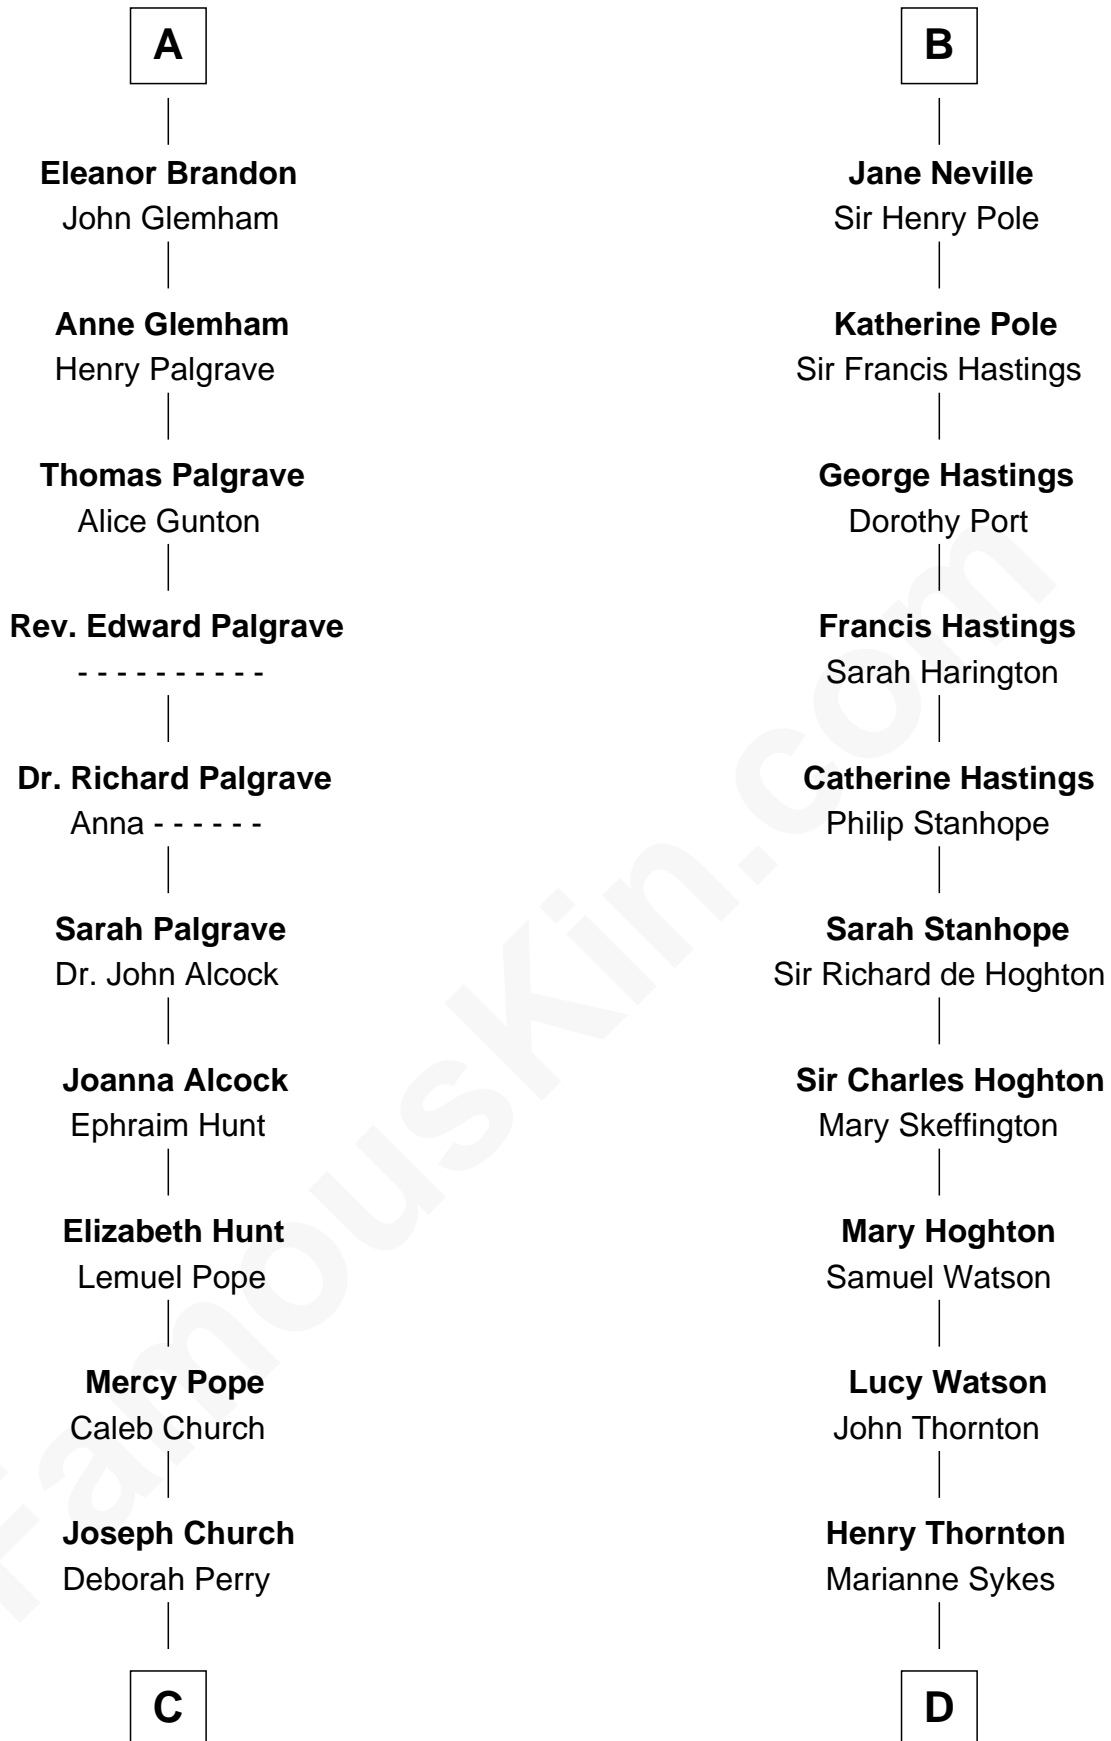 A
Eleanor Brandon
John Glemham
Anne Glemham
Henry Palgrave
Thomas Palgrave
Alice Gunton
Rev. Edward Palgrave
- - - - - - - - - -
Dr. Richard Palgrave
Anna - - - - - -
Sarah Palgrave
Dr. John Alcock
Joanna Alcock
Ephraim Hunt
Elizabeth Hunt
Lemuel Pope
Mercy Pope
Caleb Church
Joseph Church
Deborah Perry
C
B
Jane Neville
Sir Henry Pole
Katherine Pole
Sir Francis Hastings
George Hastings
Dorothy Port
Francis Hastings
Sarah Harington
Catherine Hastings
Philip Stanhope
Sarah Stanhope
Sir Richard de Hoghton
Sir Charles Hoghton
Mary Skeffington
Mary Hoghton
Samuel Watson
Lucy Watson
John Thornton
Henry Thornton
Marianne Sykes
D
FamousKin.com